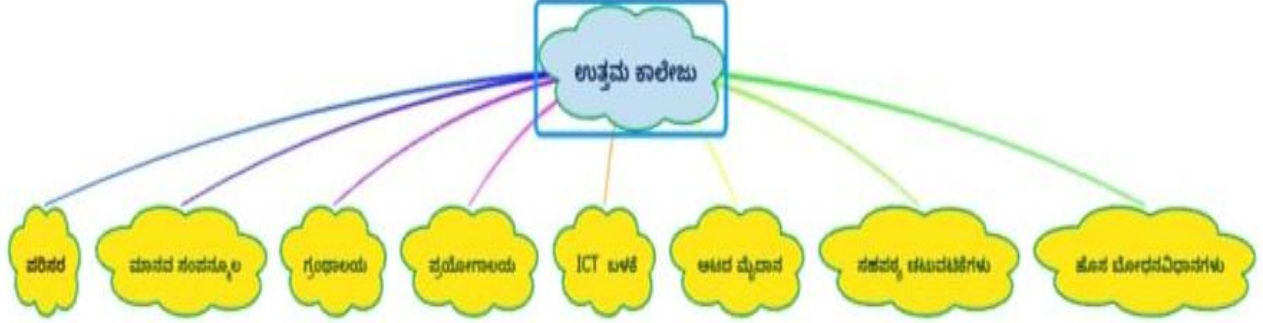 ಉತ್ತಮ ಕಾಲೇಜು
ಪರಿಸರ
ಮಾನವ ಸಂಪನ್ಮೂಲ
ಗ್ರಂಥಾಲಯ
ಪ್ರಯೋಗಾಲಯ
ICT ಬಳಕೆ
ಆಟದ ಮೈದಾನ
ಸಹಪಠ್ಯ ಚಟುವಟಿಕೆಗಳು
ಹೊಸ ಬೋಧನವಿಧಾನಗಳು